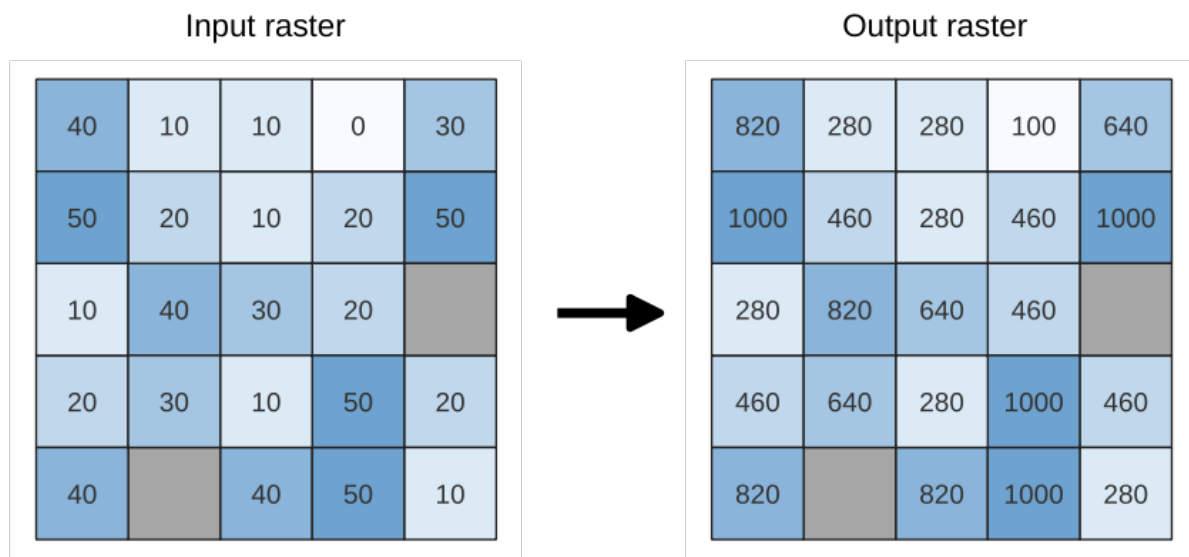 Input raster
Output raster
40 10 10 0 30
50 20 10 20 50
10 40 30 20
20 30 10 50 20
40 40 50 10
820 280 280 100 640
1000 460 280 460 1000
280 820 640 460
460 640 280 1000 460
820 820 1000 280